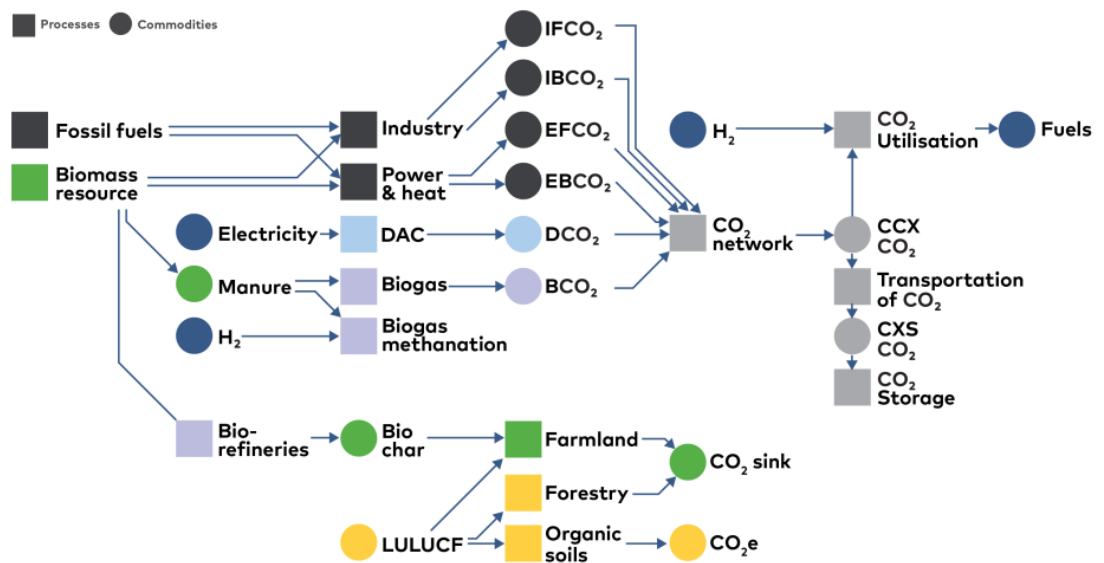 Processes
Commodities
IFCO₂
IBCO₂
Fossil fuels
Industry
EFCO₂
H₂
CO₂
Utilisation
Fuels
Biomass
resource
Power
& heat
EBCO₂
Electricity
DAC
DCO₂
CO₂
network
CCX
CO₂
Manure
Biogas
BCO₂
Transportation
of CO₂
H₂
Biogas
methanation
CXS
CO₂
CO₂
Storage
Bio-
refineries
Bio
char
Farmland
CO₂ sink
Forestry
LULUCF
Organic
soils
CO₂e